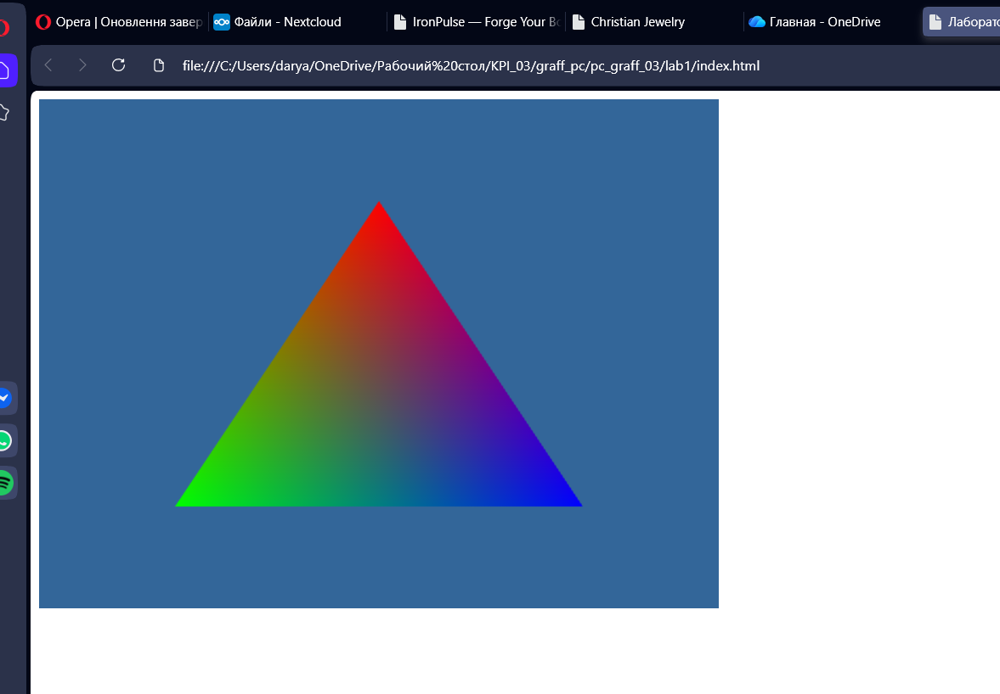 Opera | Оновлення завер
Файли - Nextcloud
IronPulse — Forge Your Bo
Christian Jewelry
Главная - OneDrive
Лаборато
file:///C:/Users/darya/OneDrive/Рабочий%20стол/KPI_03/graff_pc/pc_graff_03/lab1/index.html